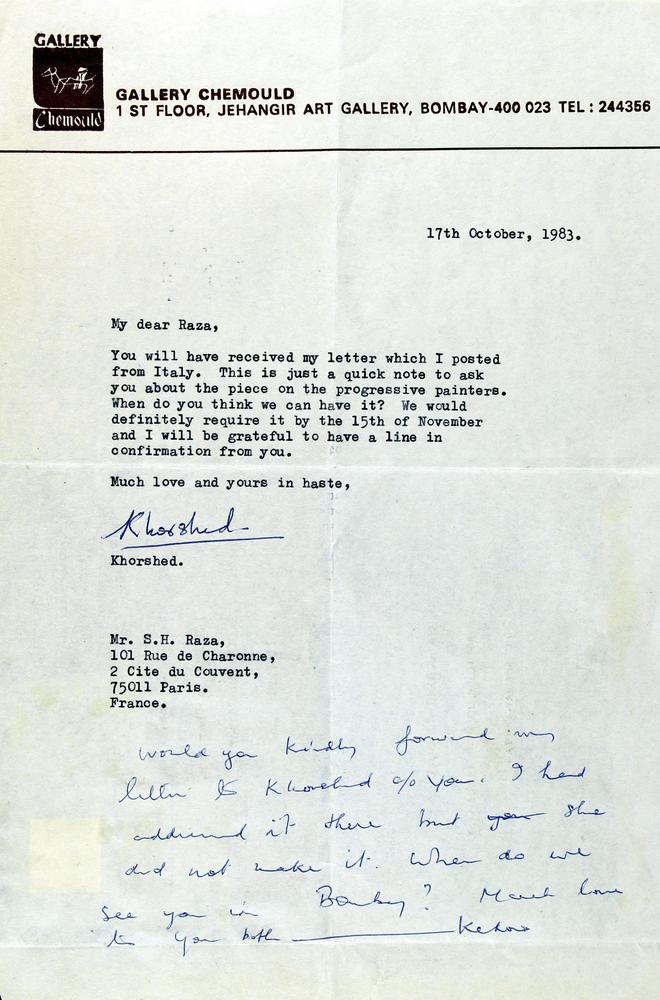 GALLERY
Chemould
GALLERY CHEMOULD
1 ST FLOOR, JEHANGIR ART GALLERY, BOMBAY-400 023 TEL : 244356
17th October, 1983.
My dear Raza,
You will have received my letter which I posted
from Italy. This is just a quick note to ask
you about the piece on the progressive painters.
When do you think we can have it? We would
definitely require it by the 15th of November
and I will be grateful to have a line in
confirmation from you.
Much love and yours in haste,
Khorshed
Khorshed.
Mr. S.H. Raza,
101 Rue de Charonne,
2 Cite du Couvent,
75011 Paris.
France.
would you kindly forward my
letter to Khorshed c/o you. I had
addressed it there but you she
did not make it. When do we
see you in Bombay? Much love
to you both